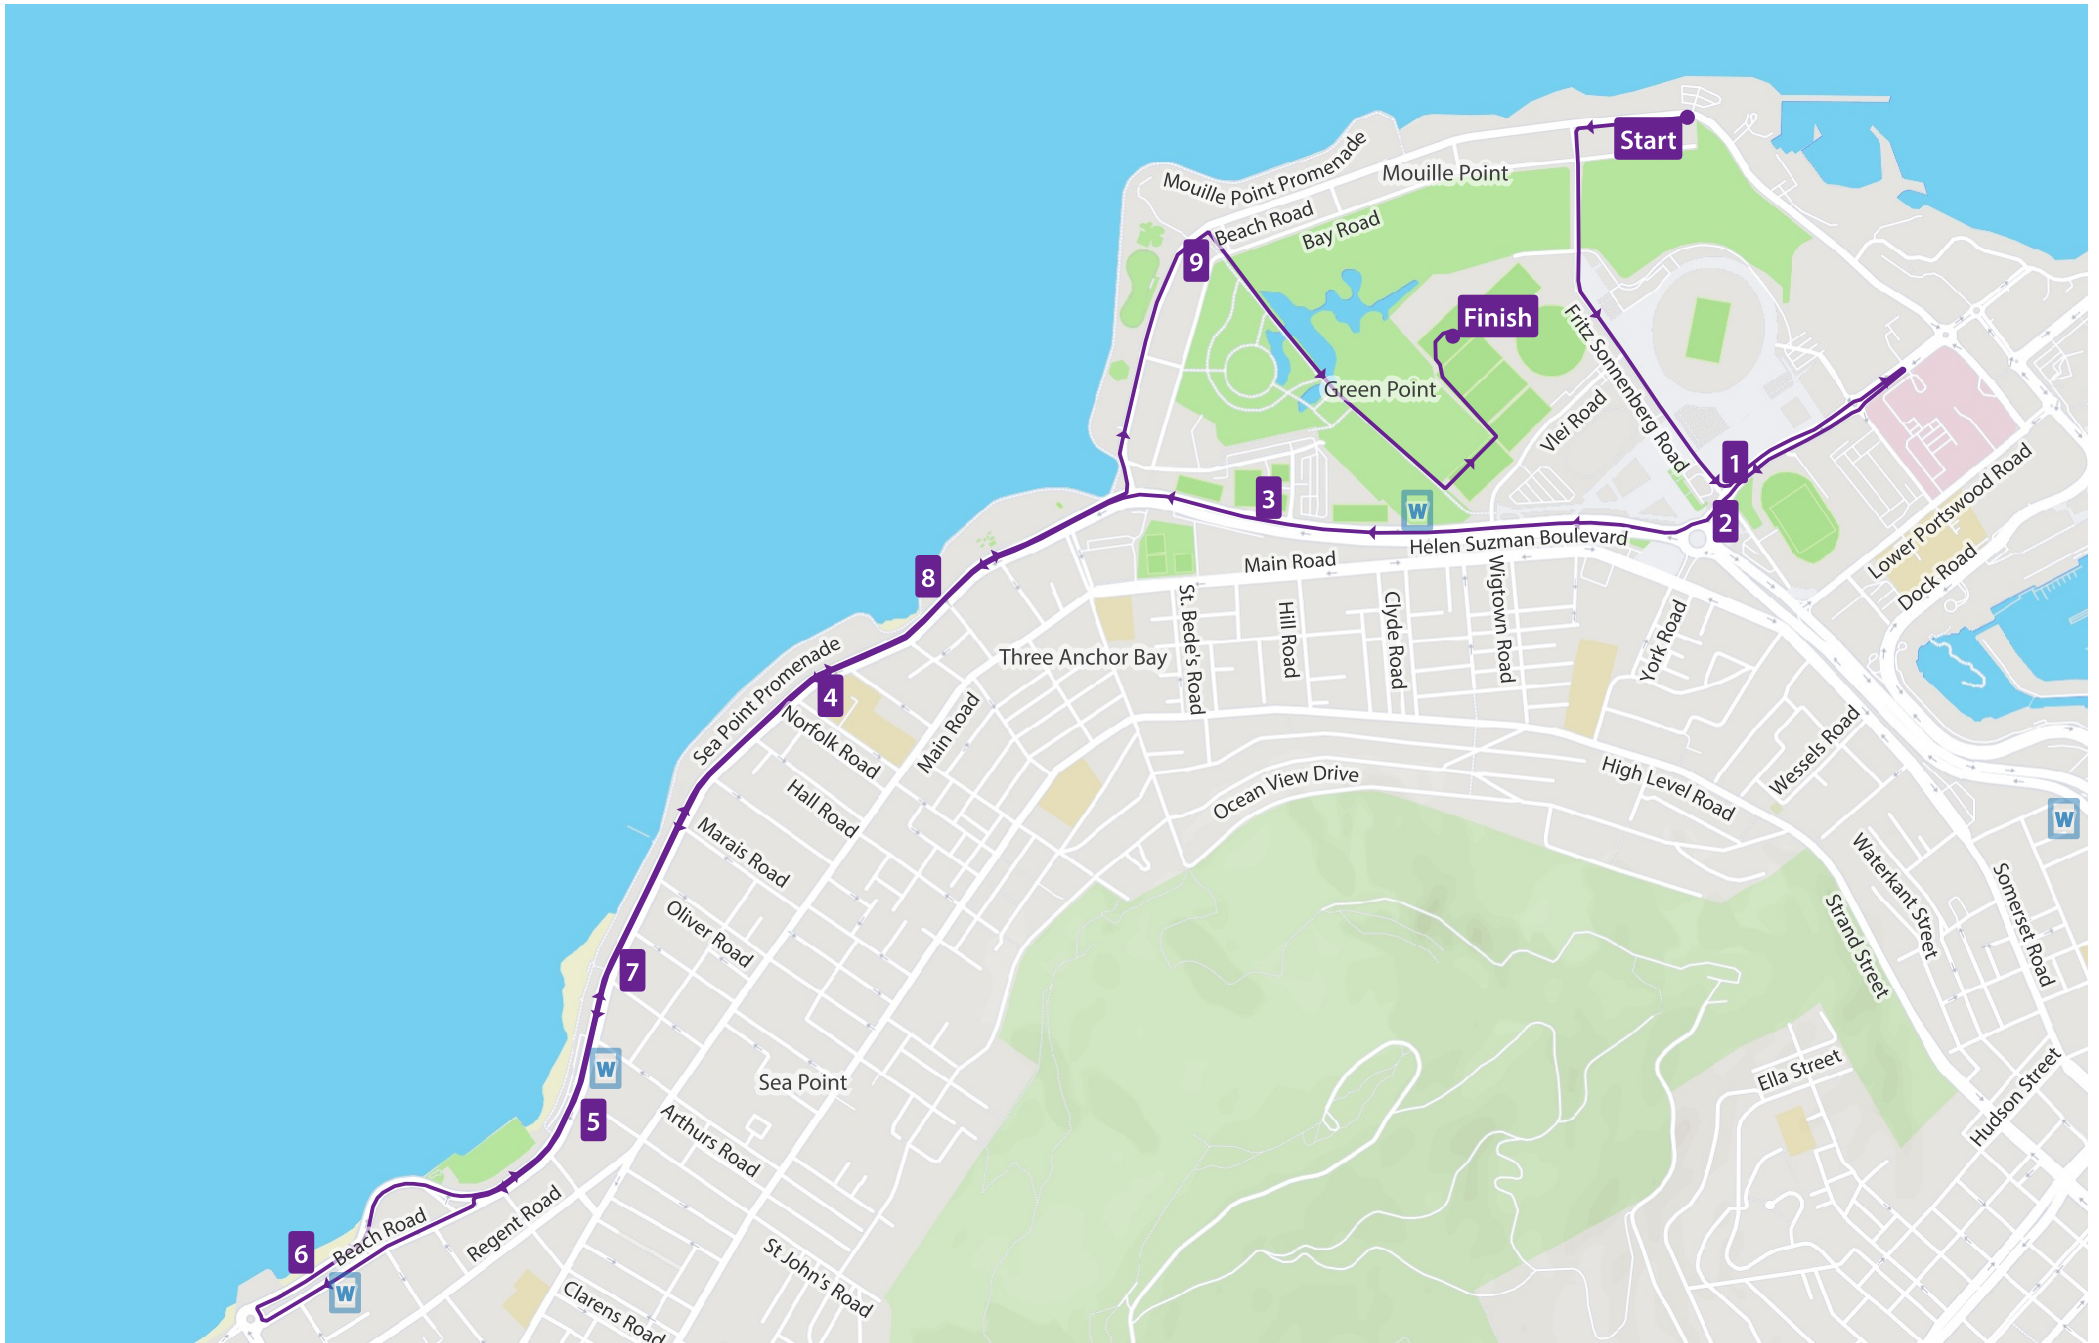 Start
Mouille Point Promenade
Mouille Point
Beach Road
Bay Road
9
Finish
Fritz Sonnenberg Road
Green Point
Vlei Road
1
3
W
2
Helen Suzman Boulevard
Lower Portswood Road
Dock Road
Main Road
8
St. Bede's Road
Hill Road
Clyde Road
Wigtown Road
York Road
Three Anchor Bay
Sea Point Promenade
4
Norfolk Road
Main Road
Wessels Road
Ocean View Drive
High Level Road
Hall Road
W
Marais Road
Waterkant Street
Somerset Road
Oliver Road
Strand Street
7
W
Sea Point
Ella Street
Hudson Street
5
Arthurs Road
Regent Road
Beach Road
6
W
St John's Road
Clarens Road